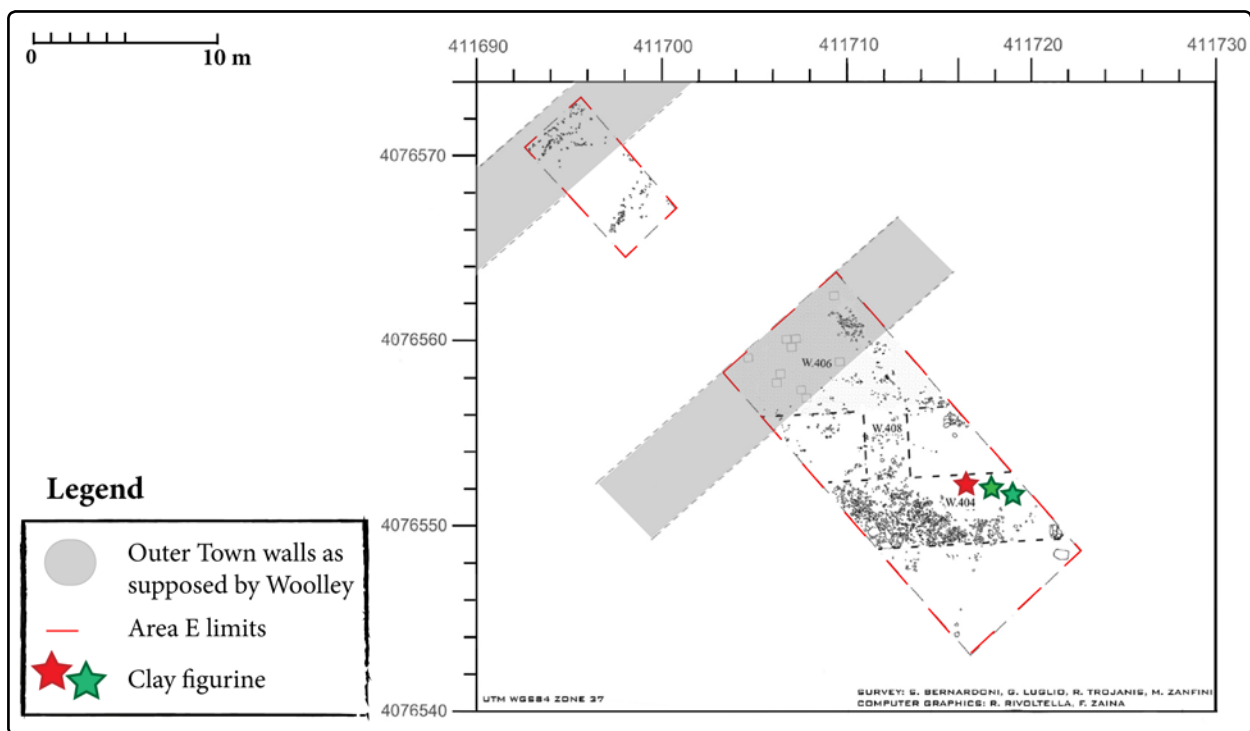 0 10 m
411690 411700 411710 411720 411730
4076570
4076560
W.406
W.408
W.404
4076550
4076540
Legend
Outer Town walls as
supposed by Woolley
Area E limits
Clay figurine
UTM WGS84 ZONE 37
SURVEY: S. BERNARDONI, G. LUGLIO, R. TROJANIS, M. ZANFINI
COMPUTER GRAPHICS: R. RIVOLTELLA, F. ZAINA